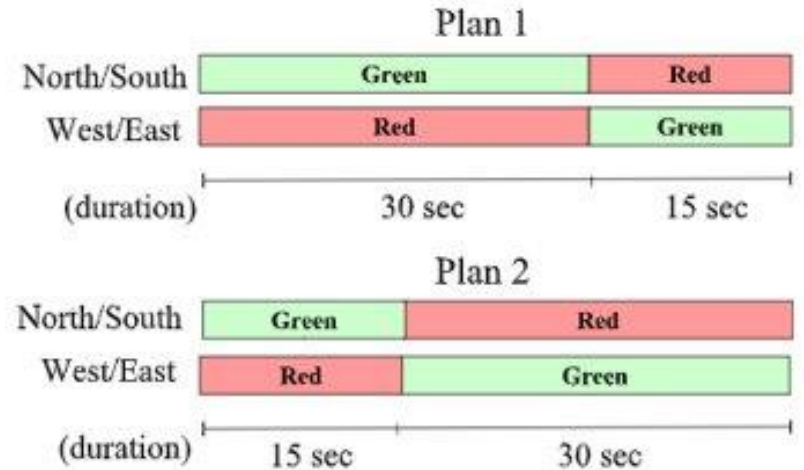 Plan 1
North/South Green Red
West/East Red Green
(duration) 30 sec 15 sec
Plan 2
North/South Green Red
West/East Red Green
(duration) 15 sec 30 sec